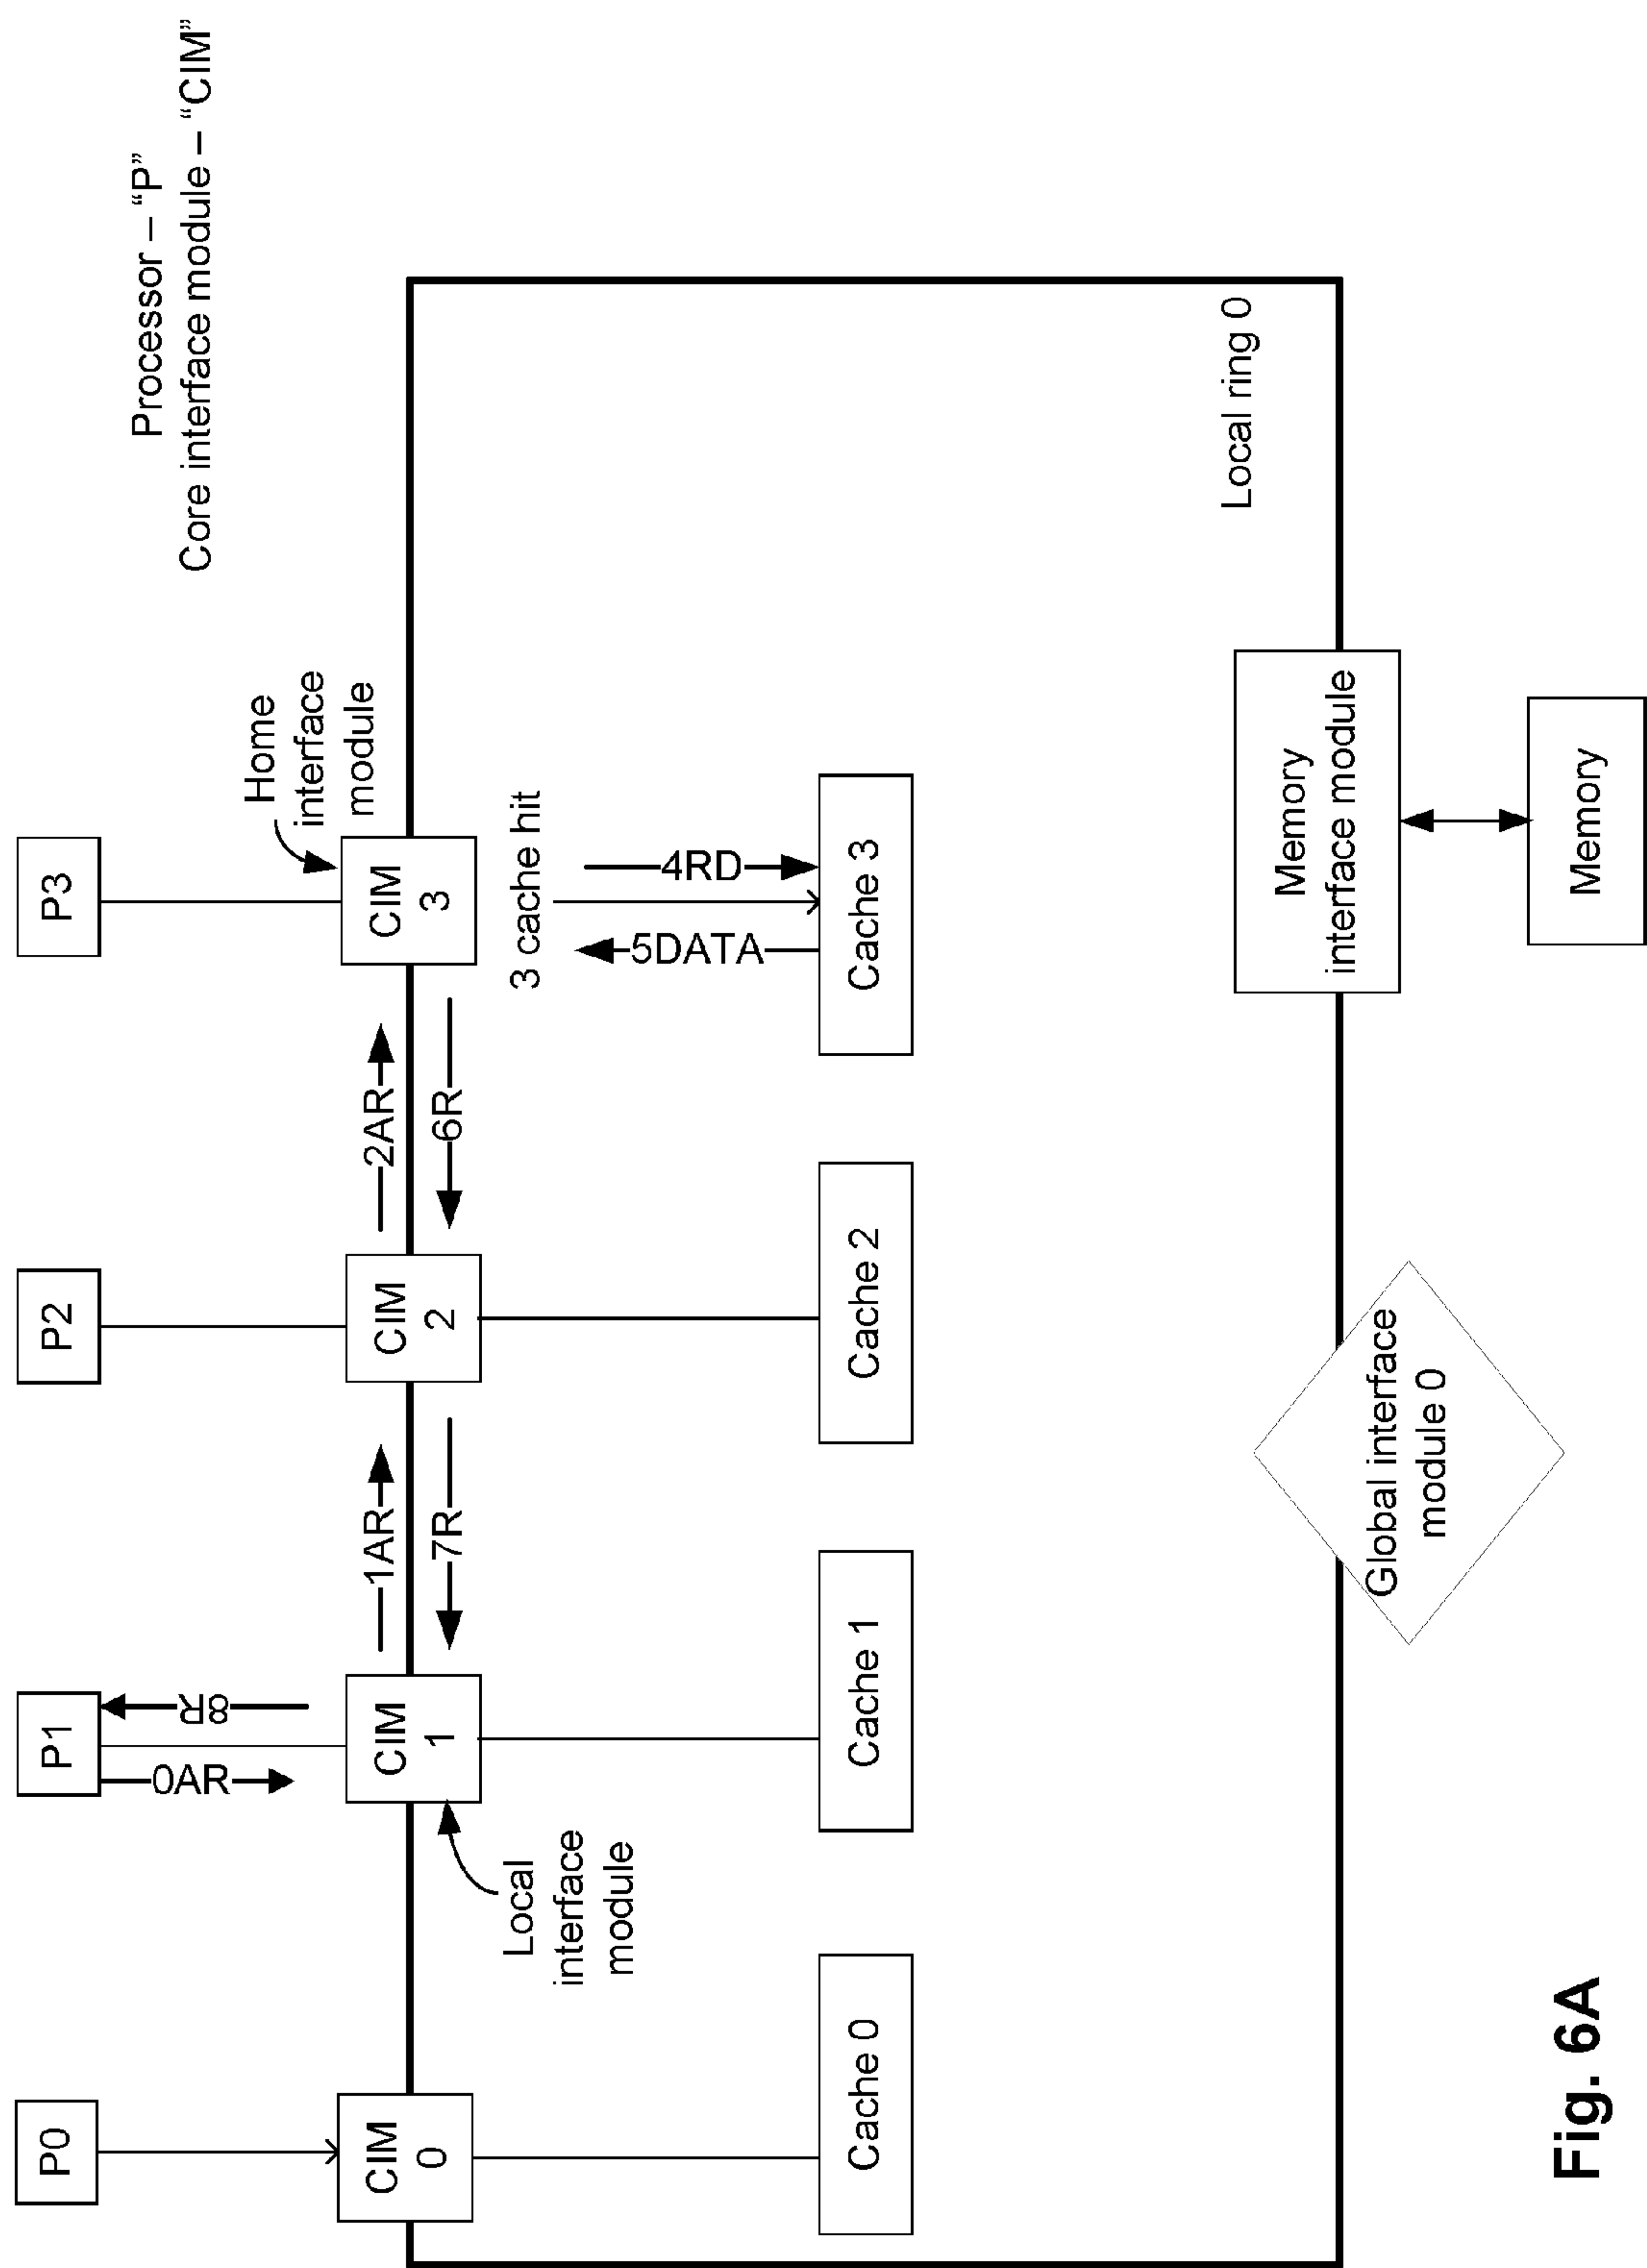 Processor – “P”
Core interface module – “CIM”
P0
P1
P2
P3
0AR
8R
Home
interface
module
CIM
0
CIM
1
CIM
2
CIM
3
1AR
2AR
7R
6R
Local
interface
module
3 cache hit
5DATA
4RD
Cache 0
Cache 1
Cache 2
Cache 3
Local ring 0
Global interface
module 0
Memory
interface module
Memory
Fig. 6A